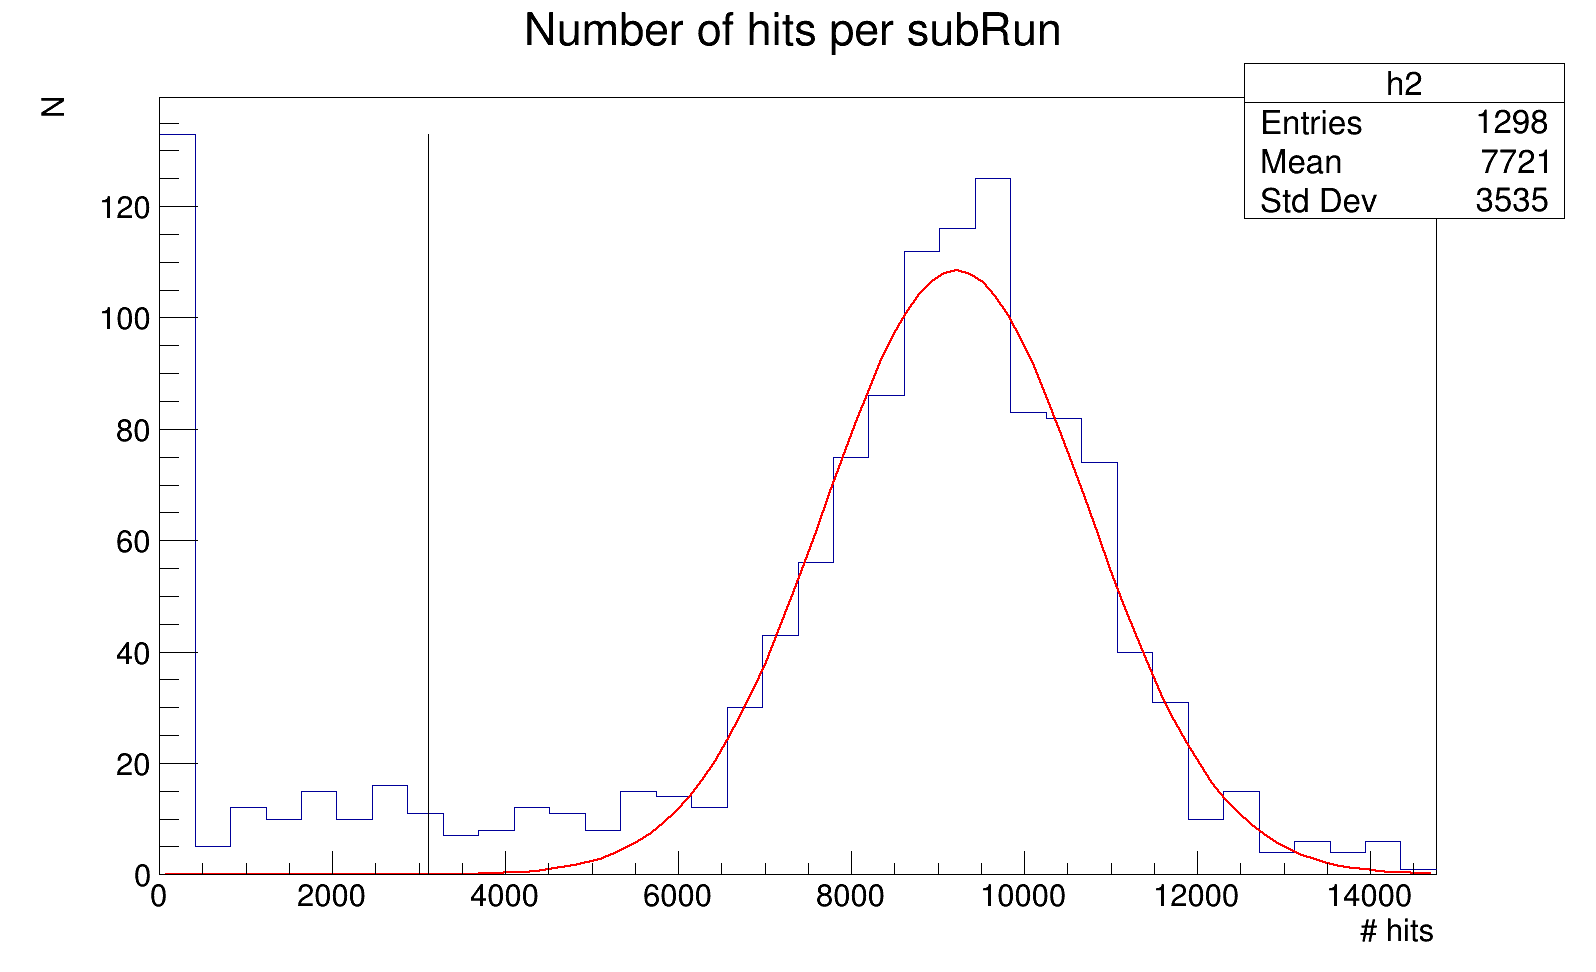 Number of hits per subRun
N
h2
Entries 1298
Mean 7721
Std Dev 3535
120
100
80
60
40
20
0
0 2000 4000 6000 8000 10000 12000 14000
# hits